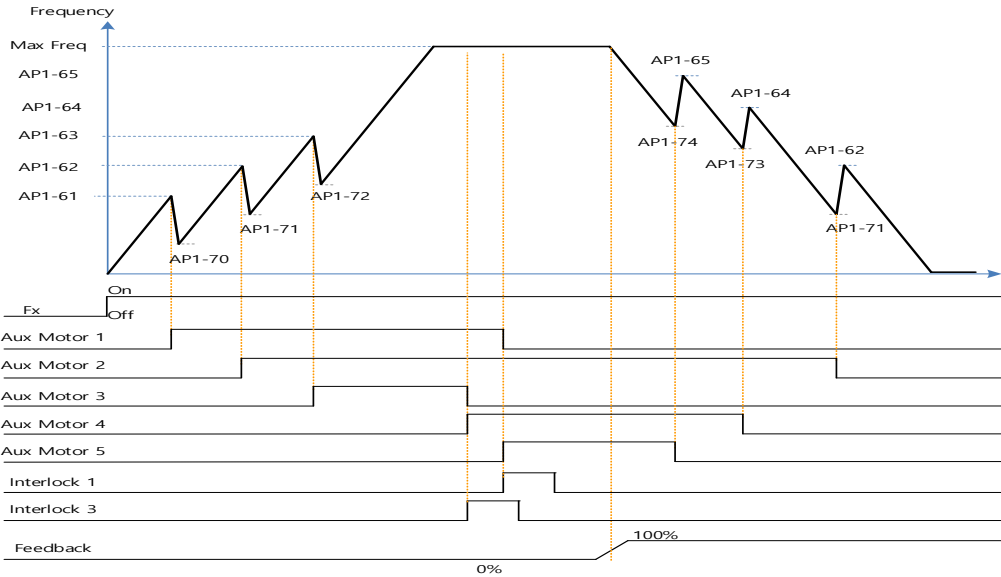 Frequency
Max Freq
AP1-65
AP1-65
AP1-64
AP1-64
AP1-63
AP1-74
AP1-62
AP1-73
AP1-62
AP1-61
AP1-72
AP1-71
AP1-71
AP1-70
On
Fx
Off
Aux Motor 1
Aux Motor 2
Aux Motor 3
Aux Motor 4
Aux Motor 5
Interlock 1
Interlock 3
100%
Feedback
0%